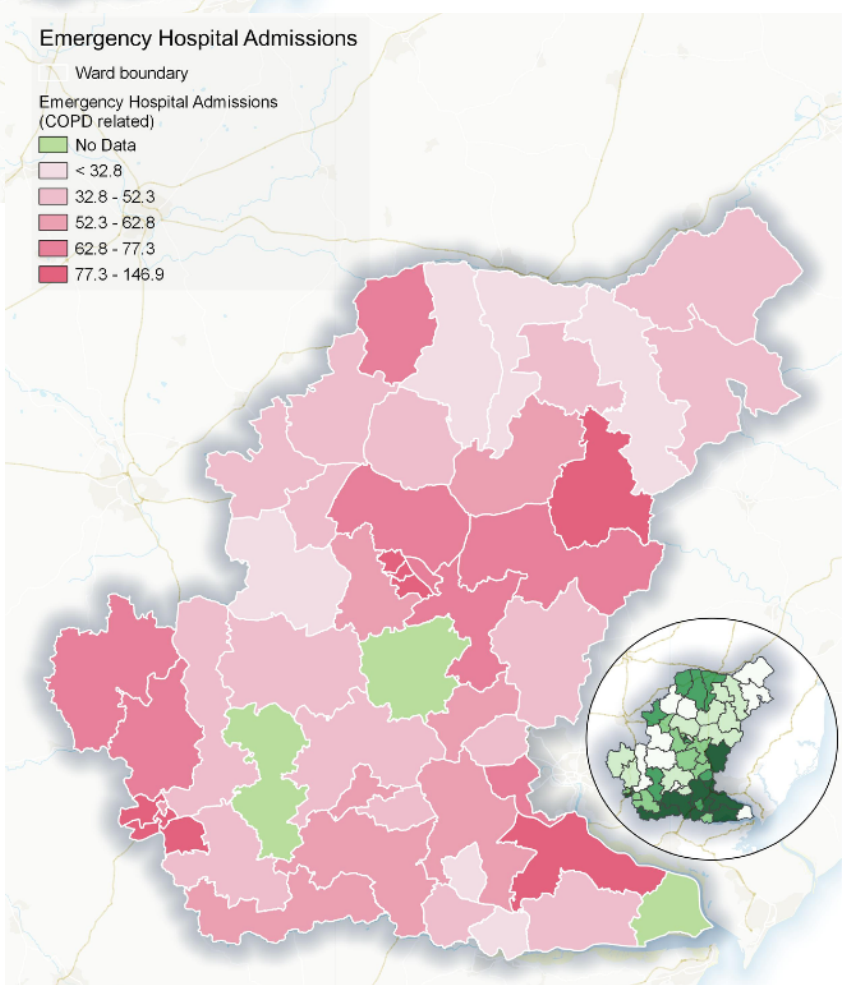 Emergency Hospital Admissions
Ward boundary
Emergency Hospital Admissions
(COPD related)
No Data
< 32.8
32.8 - 52.3
52.3 - 62.8
62.8 - 77.3
77.3 - 146.9